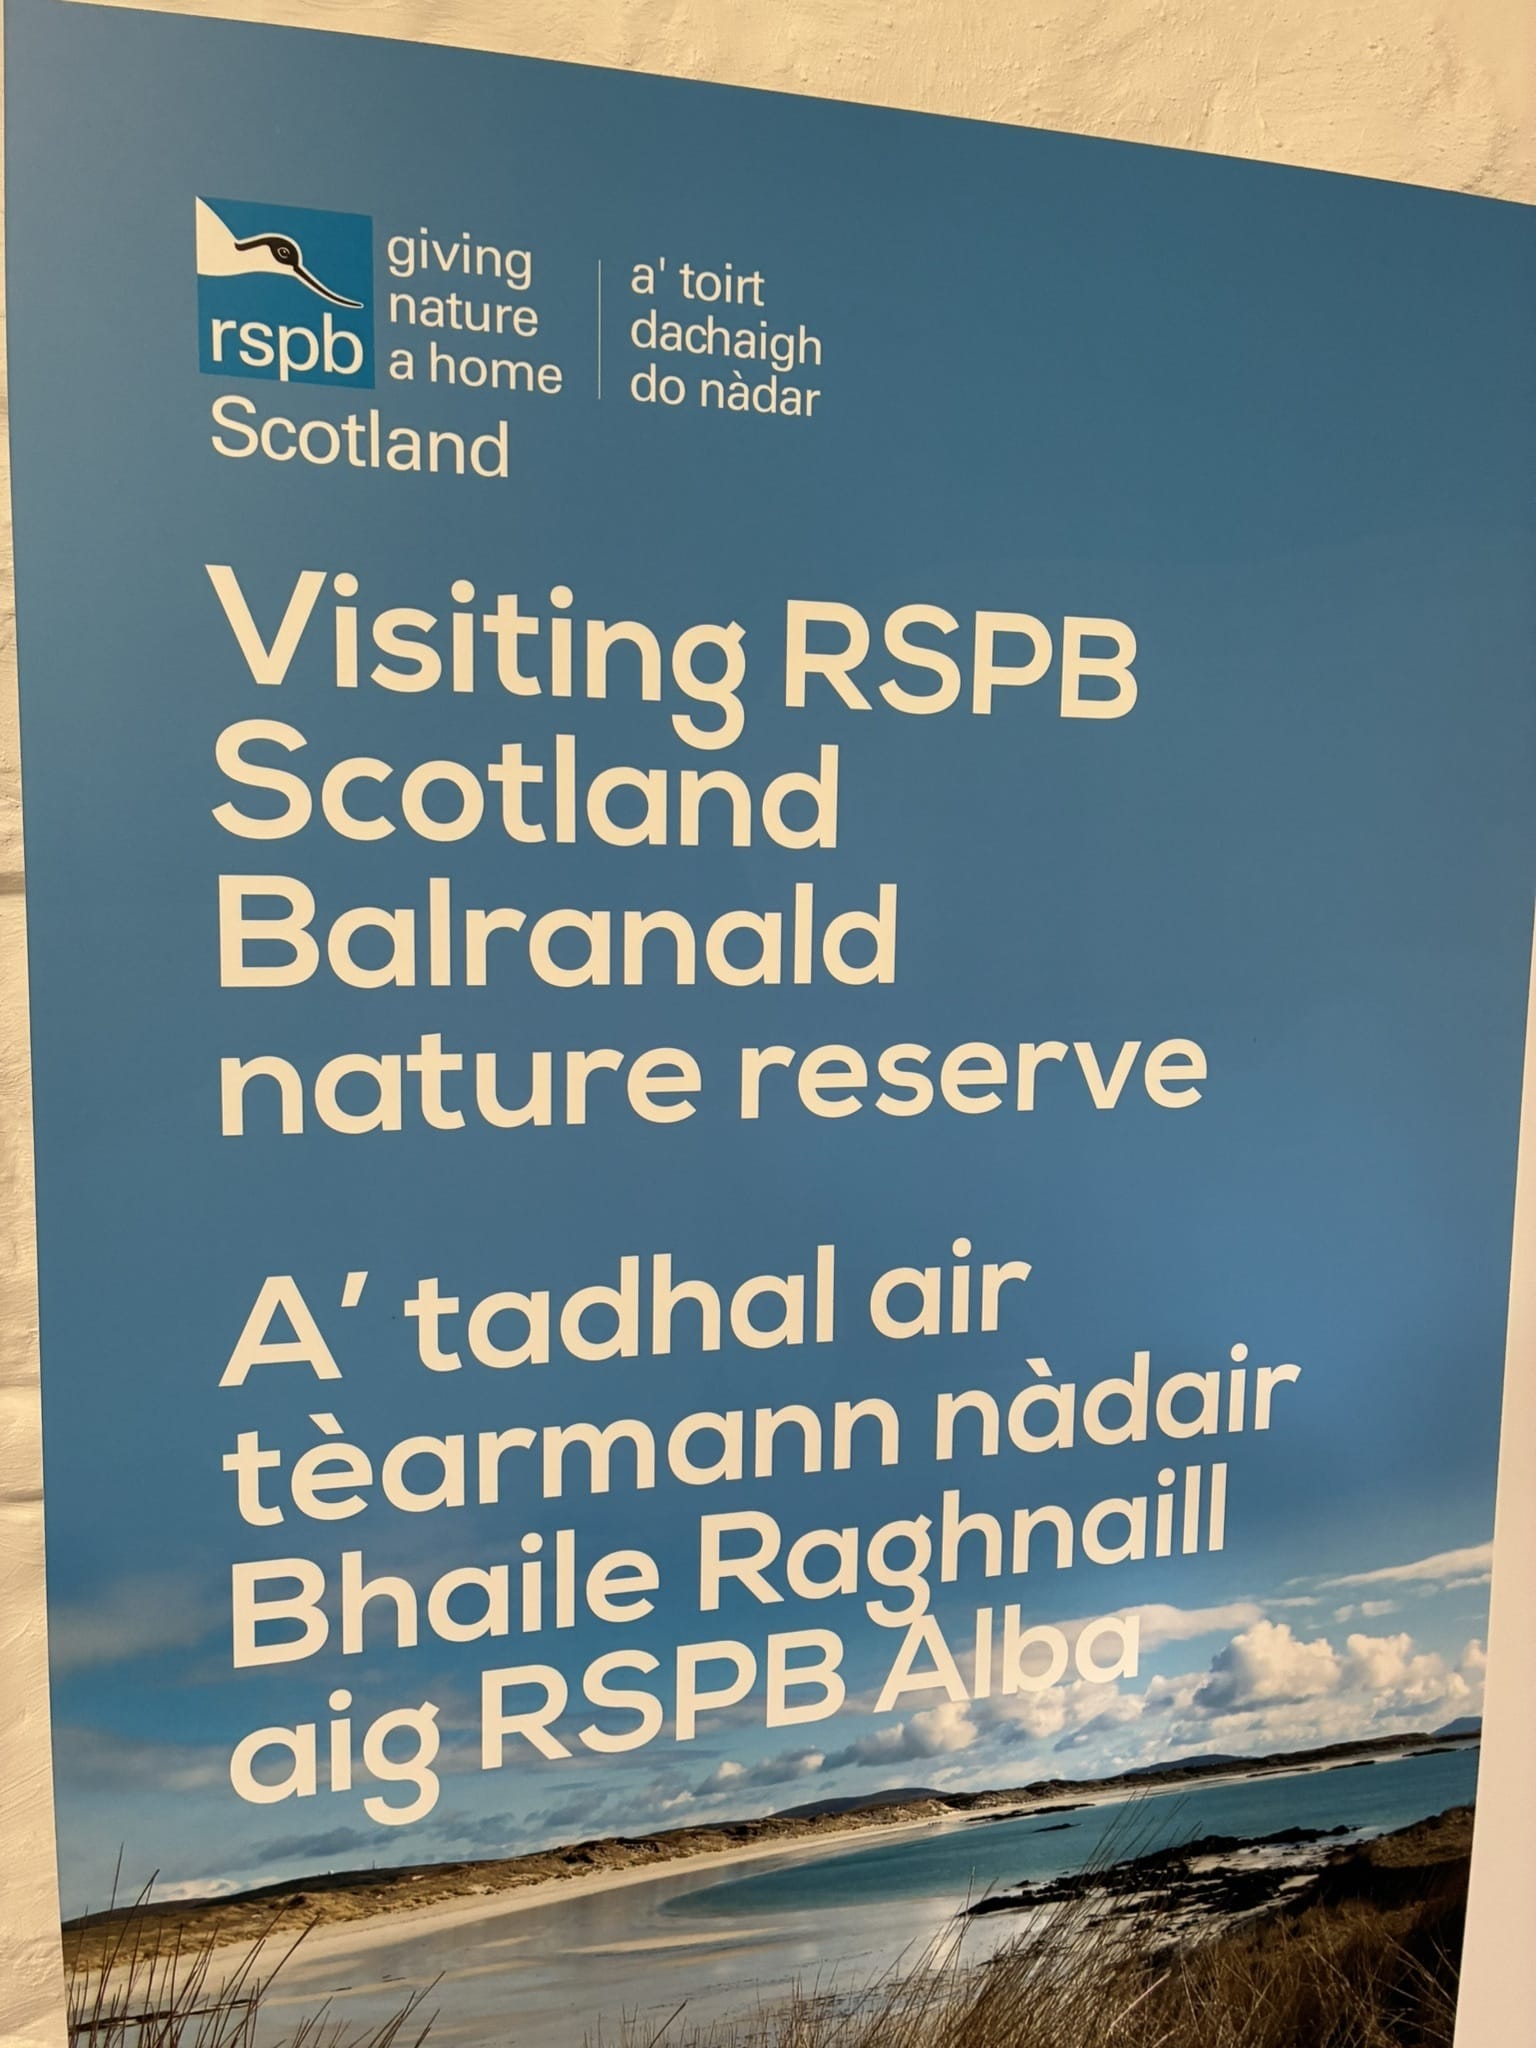 giving
nature
a home
a' toirt
dachaigh
do nàdar
rspb
Scotland
Visiting RSPB
Scotland
Balranald
nature reserve
A’ tadhal air
tèarmann nàdair
Bhaile Raghnaill
aig RSPB Alba